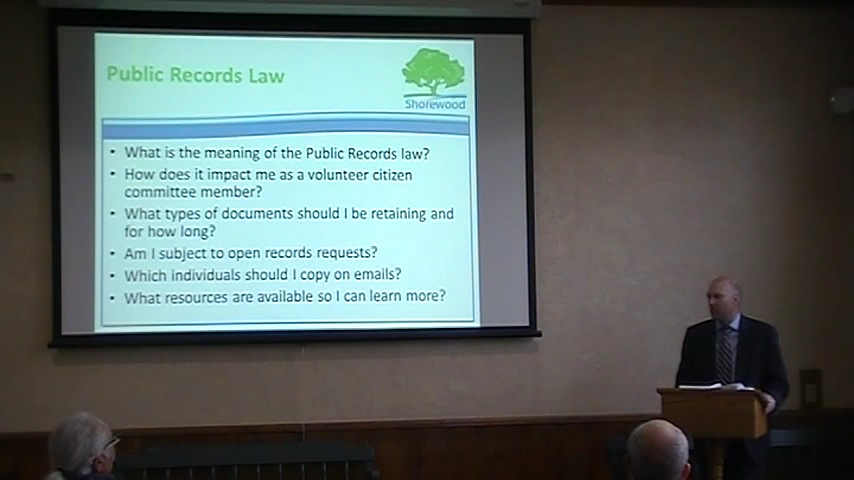 Public Records Law
Shorewood
• What is the meaning of the Public Records law?
• How does it impact me as a volunteer citizen
committee member?
• What types of documents should I be retaining and
for how long?
• Am I subject to open records requests?
• Which individuals should I copy on emails?
• What resources are available so I can learn more?